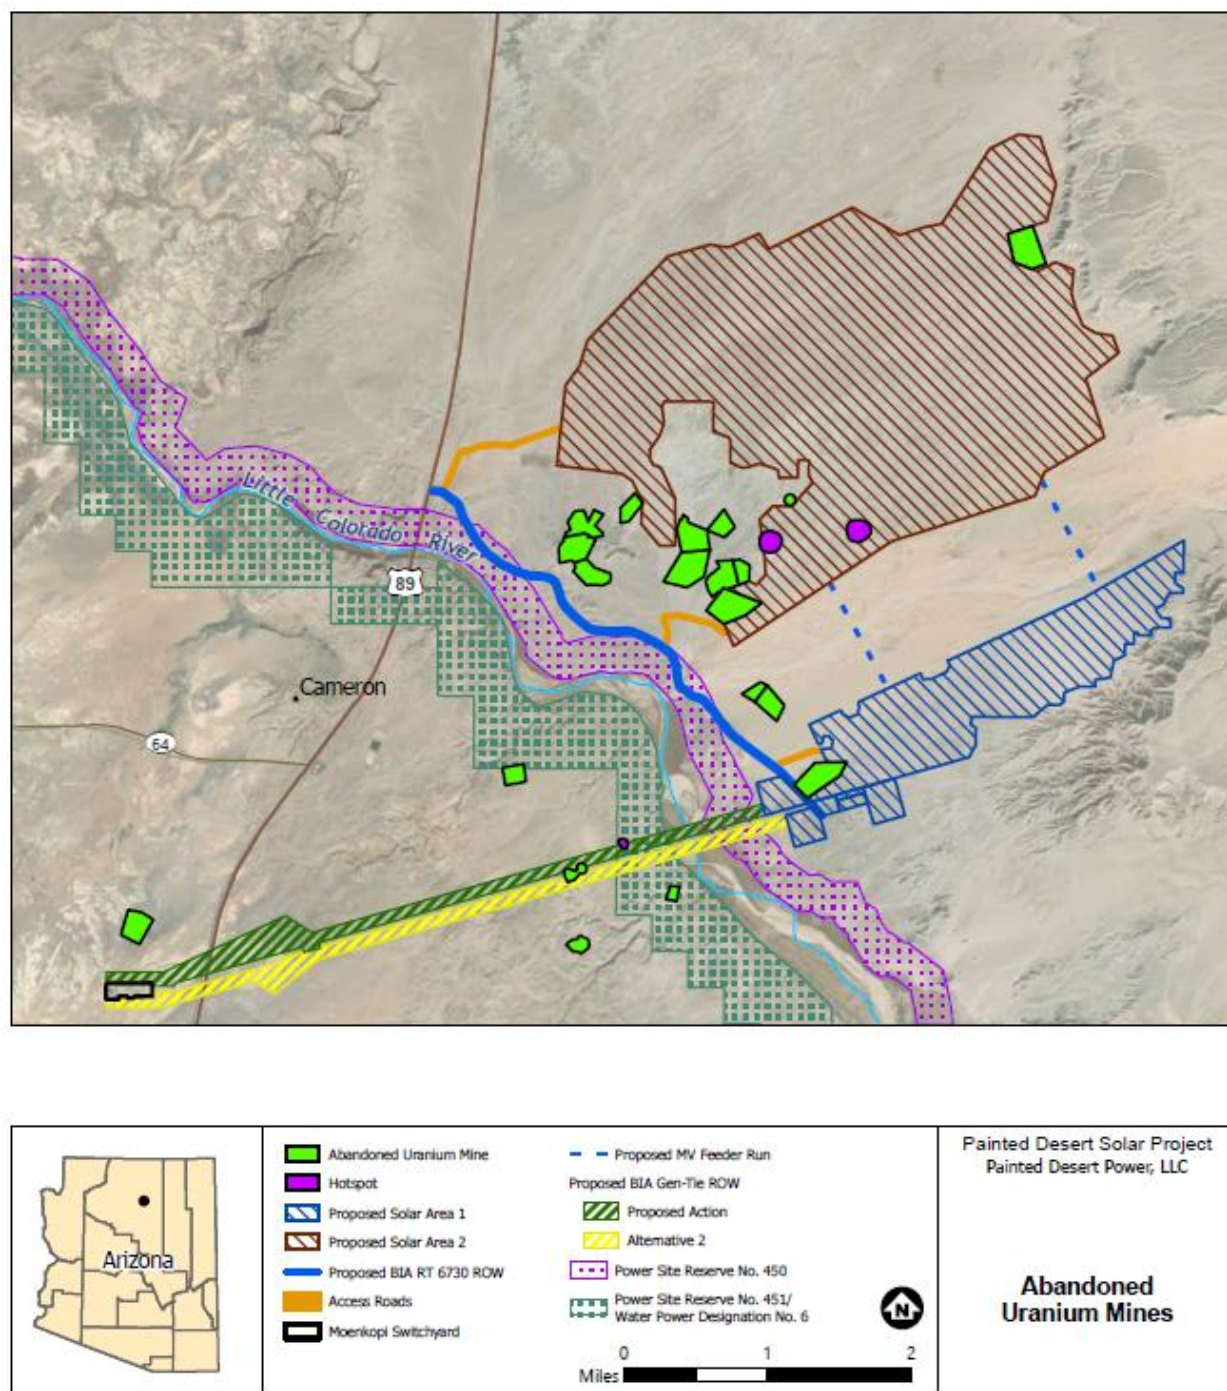 Little Colorado River
89
Cameron
64
Arizona
Abandoned Uranium Mine
Hotspot
Proposed Solar Area 1
Proposed Solar Area 2
Proposed BIA RT 6730 ROW
Access Roads
Moenkopi Switchyard
Proposed MV Feeder Run
Proposed BIA Gen-Tie ROW
Proposed Action
Alternative 2
Power Site Reserve No. 450
Power Site Reserve No. 451/
Water Power Designation No. 6
N
0 1 2
Miles
Painted Desert Solar Project
Painted Desert Power, LLC
Abandoned
Uranium Mines